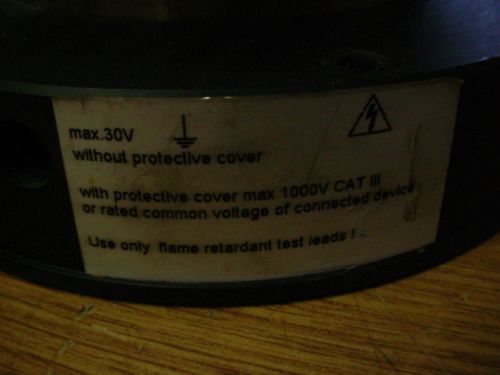 max.30V
without protective cover
with protective cover max 1000V CAT III
or rated common voltage of connected device
Use only flame retardant test leads ! .